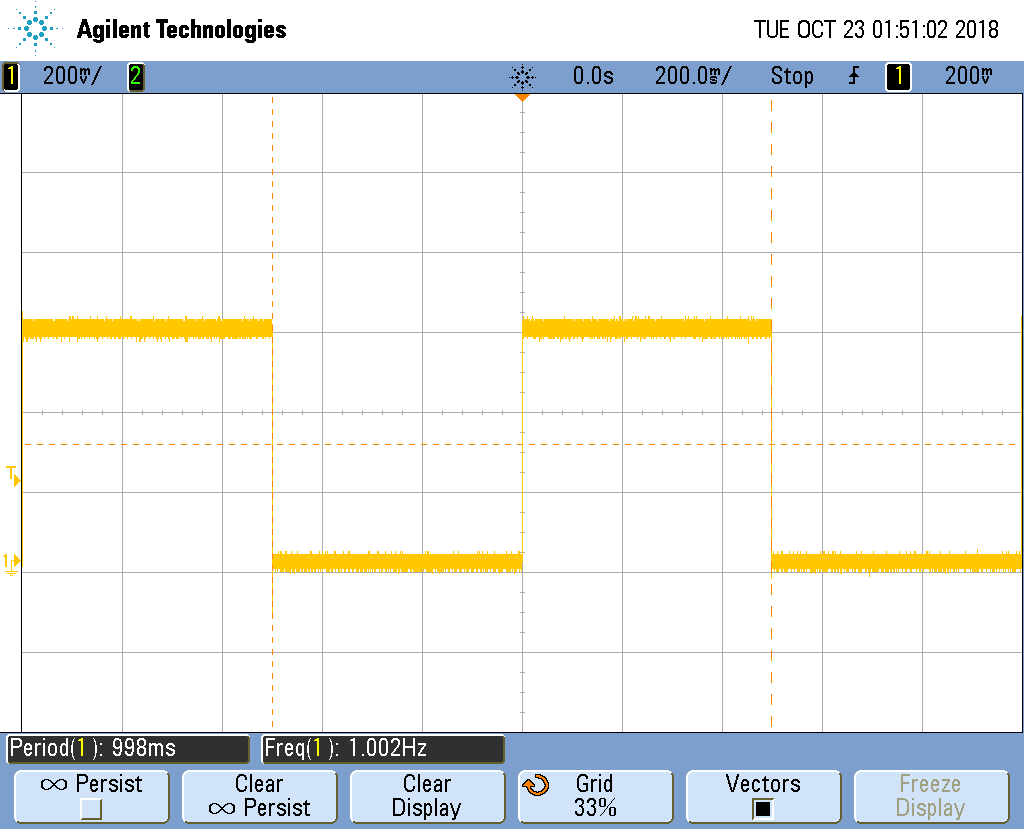 Agilent Technologies TUE OCT 23 01:51:02 2018
1 200mV/ 2 0.0s 200.0ms/ Stop 1 200mV
T
1
Period(1): 998ms Freq(1): 1.002Hz
∞ Persist Clear Clear Grid Vectors Freeze
∞ Persist Display 33% Display